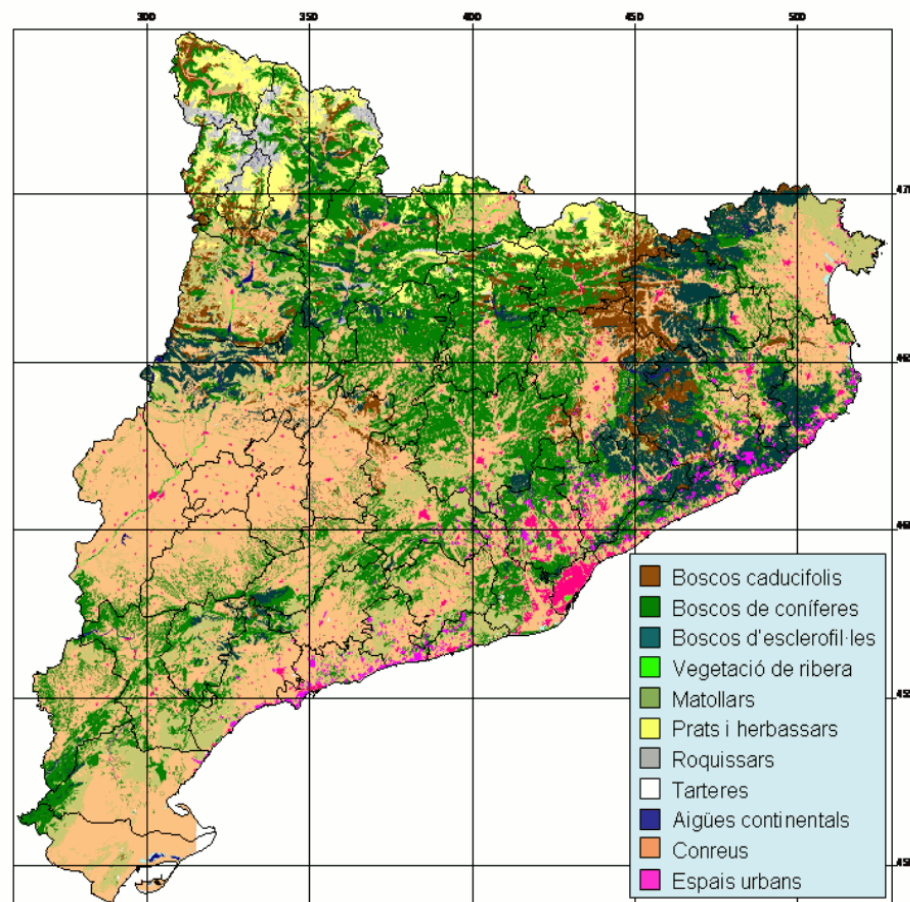 300 350 400 450 500
Boscos caducifolis
Boscos de coníferes
Boscos d'esclerofil·les
Vegetació de ribera
Matollars
Prats i herbassars
Roquissars
Tarteres
Aigües continentals
Conreus
Espais urbans